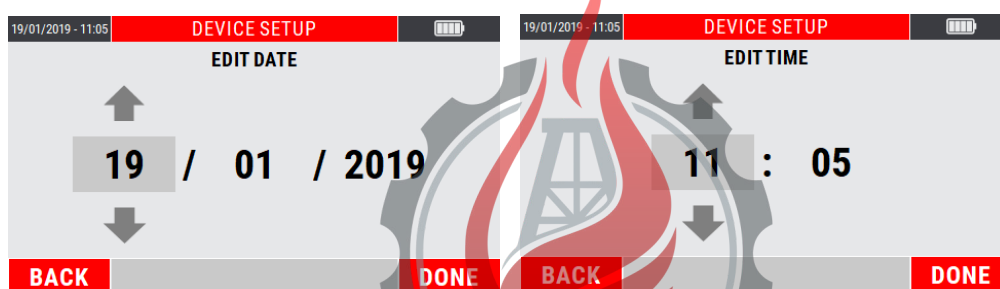 19/01/2019 - 11:05 DEVICE SETUP
EDIT DATE
19 / 01 / 2019
BACK DONE
19/01/2019 - 11:05 DEVICE SETUP
EDIT TIME
11 : 05
BACK DONE